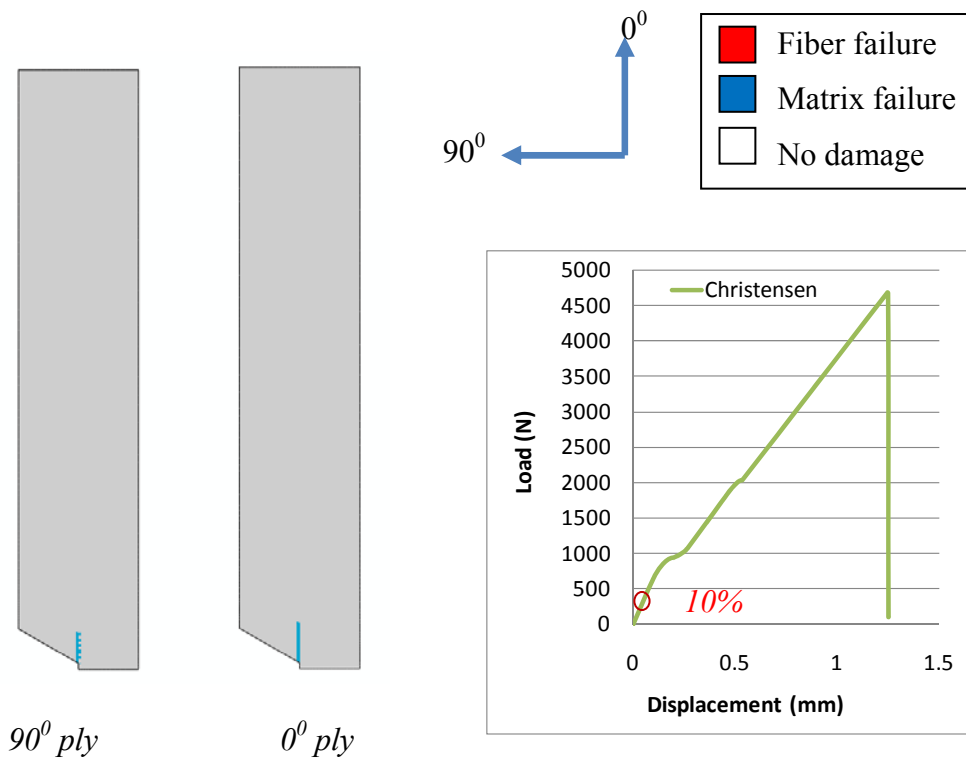 0⁰
90⁰
Fiber failure
Matrix failure
No damage
5000
4500
4000
3500
3000
2500
2000
1500
1000
500
0
Load (N)
Christensen
10%
0 0.5 1 1.5
Displacement (mm)
90⁰ ply 0⁰ ply